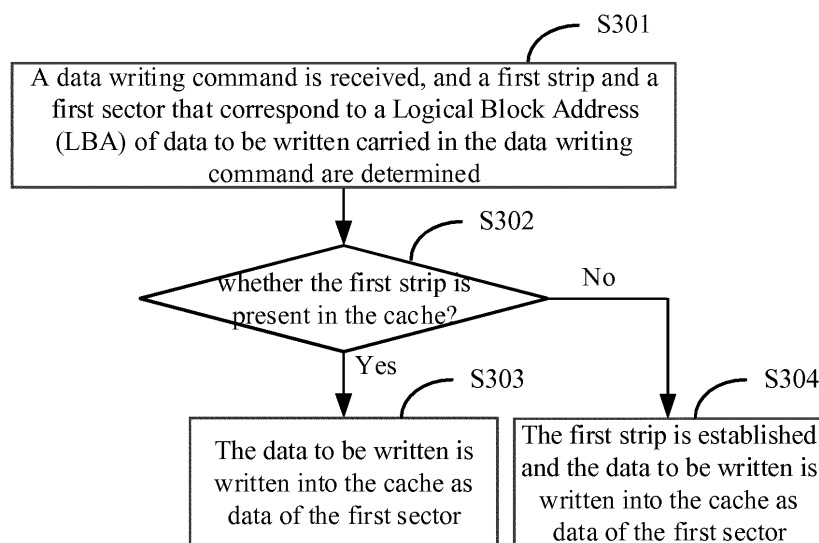 S301
A data writing command is received, and a first strip and a
first sector that correspond to a Logical Block Address
(LBA) of data to be written carried in the data writing
command are determined
S302
whether the first strip is
present in the cache?
No
Yes
S303
S304
The data to be written is
written into the cache as
data of the first sector
The first strip is established
and the data to be written is
written into the cache as
data of the first sector